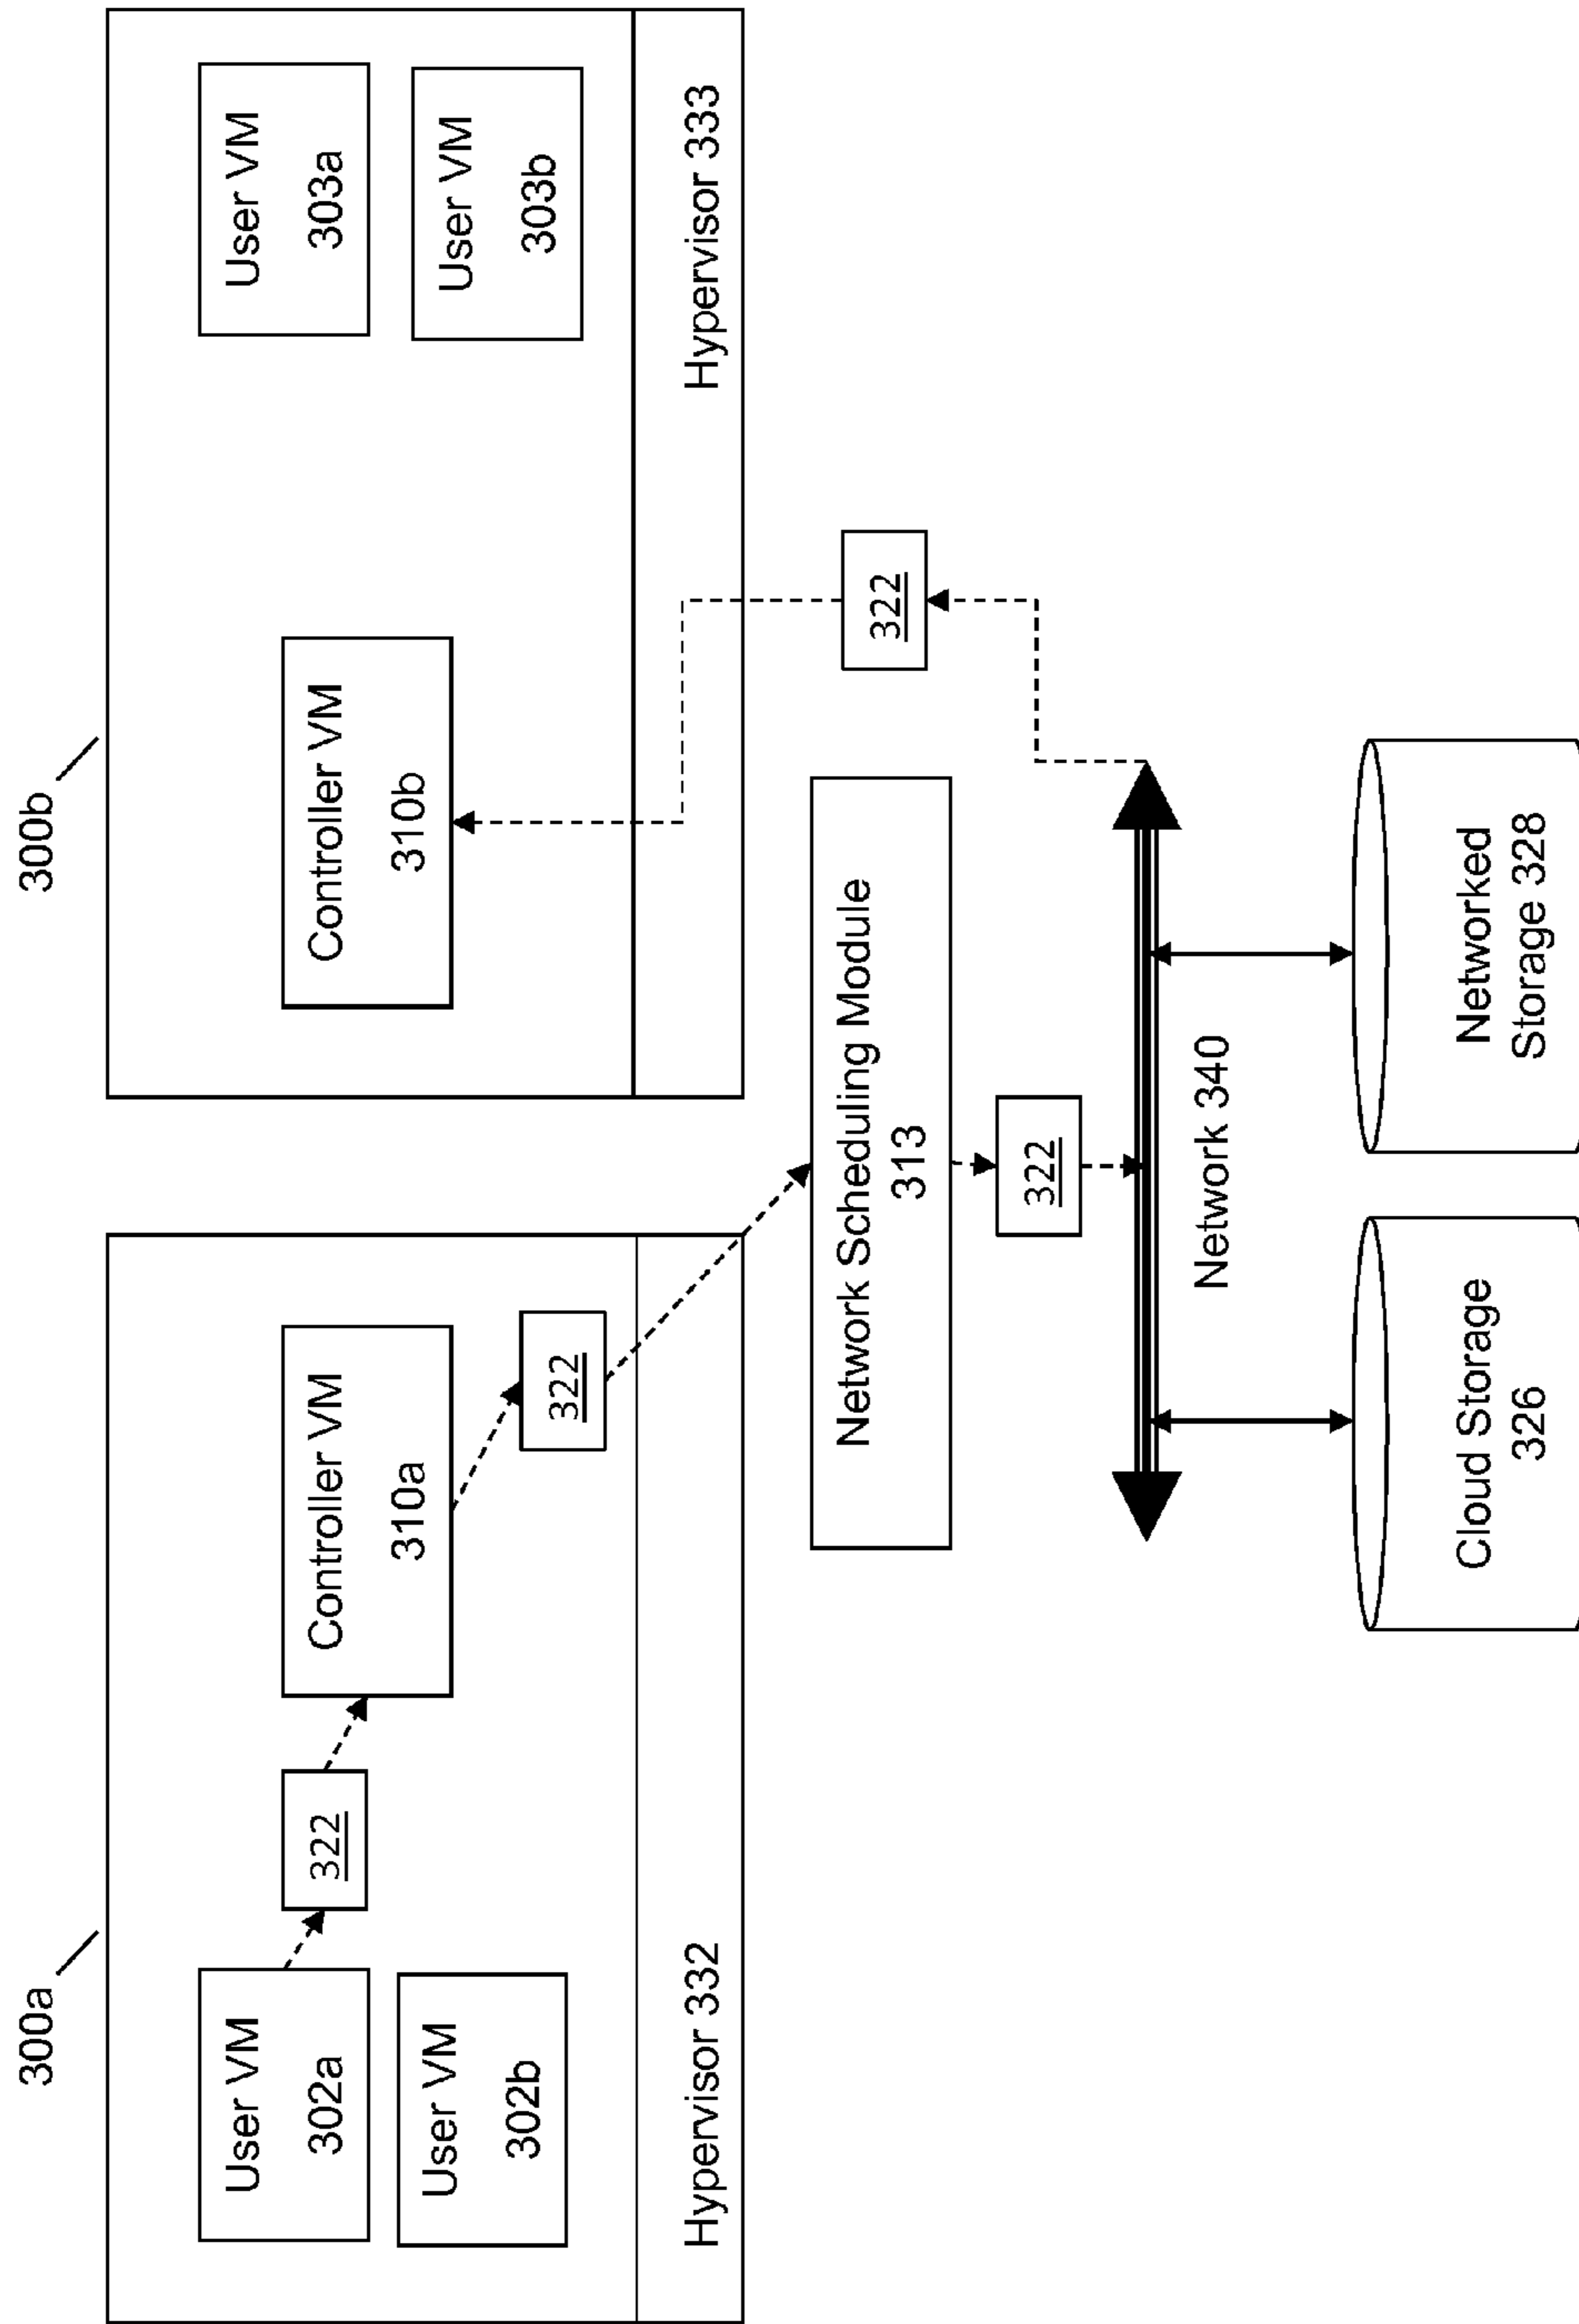 300a
300b
User VM
302a
322
Controller VM
310a
322
User VM
302b
Hypervisor 332
Controller VM
310b
User VM
303a
User VM
303b
Hypervisor 333
322
Network Scheduling Module
313
322
Network 340
Cloud Storage
326
Networked
Storage 328